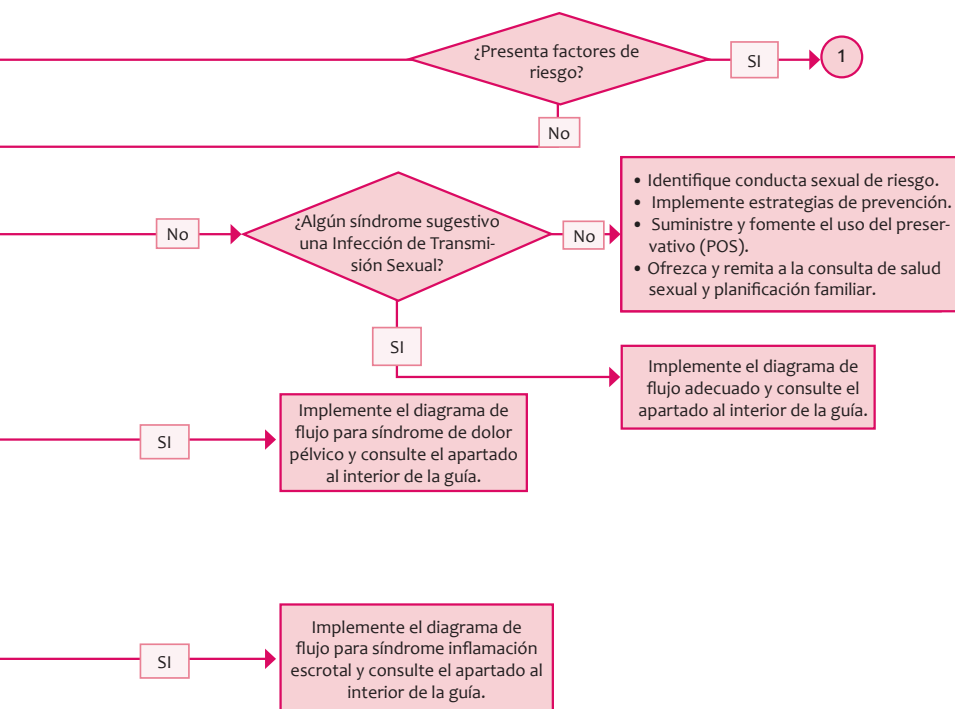 ¿Presenta factores de
riesgo?
SI
1
No
No
¿Algún síndrome sugestivo
una Infección de Transmi-
sión Sexual?
No
• Identifique conducta sexual de riesgo.
• Implemente estrategias de prevención.
• Suministre y fomente el uso del preser-
vativo (POS).
• Ofrezca y remita a la consulta de salud
sexual y planificación familiar.
SI
Implemente el diagrama de
flujo adecuado y consulte el
apartado al interior de la guía.
SI
Implemente el diagrama de
flujo para síndrome de dolor
pélvico y consulte el apartado
al interior de la guía.
SI
Implemente el diagrama de
flujo para síndrome inflamación
escrotal y consulte el apartado al
interior de la guía.